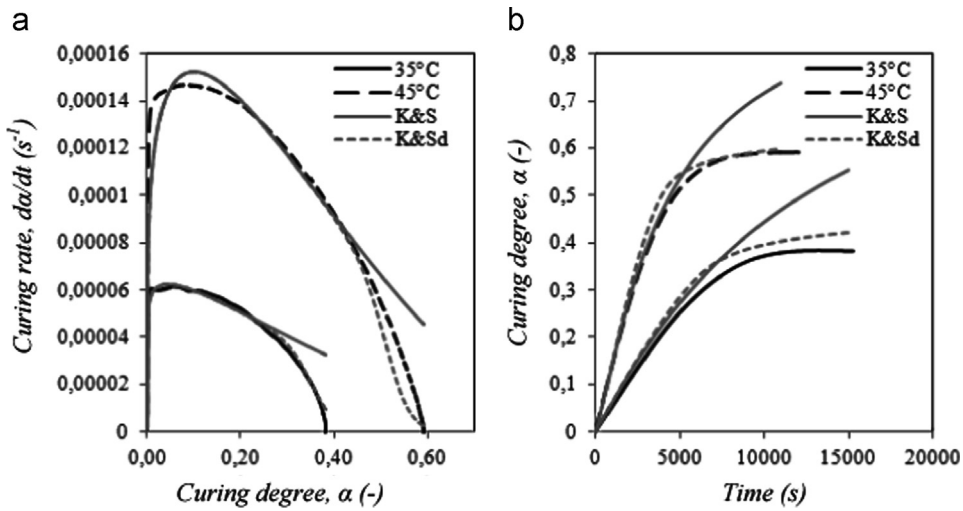 a
0,00016
0,00014
0,00012
0,0001
0,00008
0,00006
0,00004
0,00002
0
Curing rate, dα/dt (s⁻¹)
35°C
45°C
K&S
K&Sd
0,00
0,20
0,40
0,60
Curing degree, α (-)
b
0,8
0,7
0,6
0,5
0,4
0,3
0,2
0,1
0
Curing degree, α (-)
35°C
45°C
K&S
K&Sd
0
5000
10000
15000
20000
Time (s)